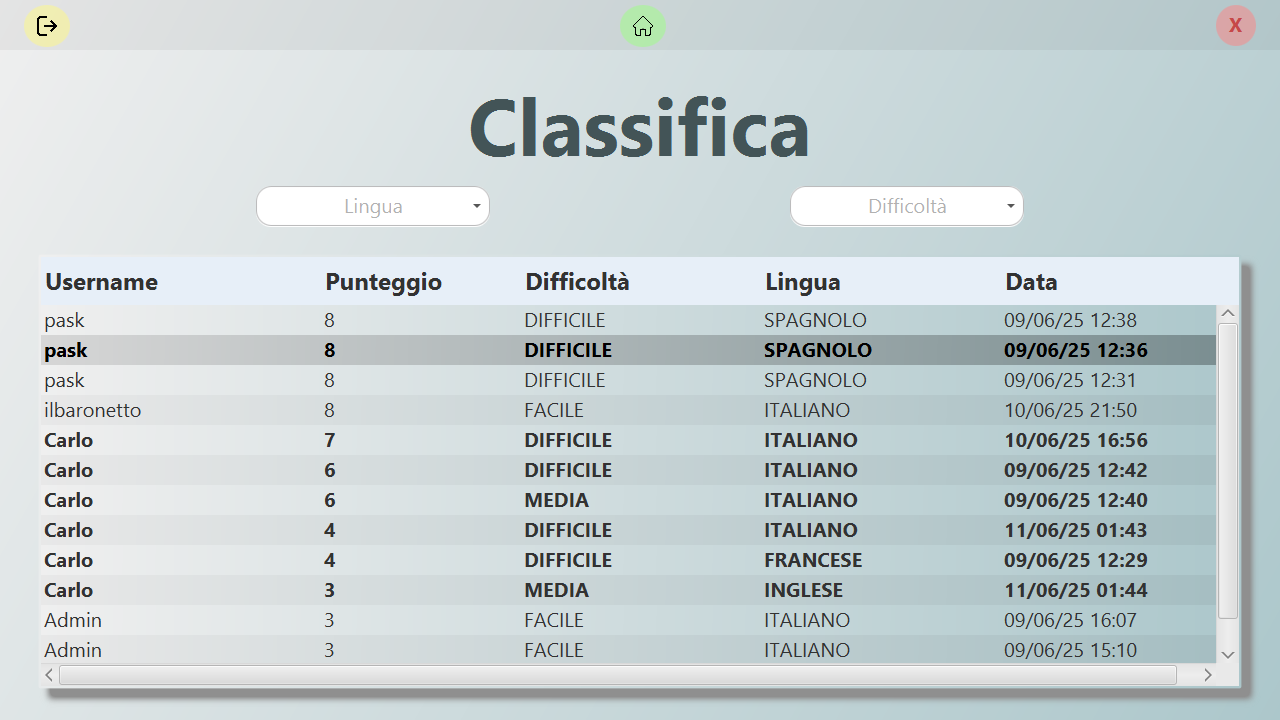 X
Classifica
Lingua Difficoltà
Username Punteggio Difficoltà Lingua Data
pask 8 DIFFICILE SPAGNOLO 09/06/25 12:38
pask 8 DIFFICILE SPAGNOLO 09/06/25 12:36
pask 8 DIFFICILE SPAGNOLO 09/06/25 12:31
ilbaronetto 8 FACILE ITALIANO 10/06/25 21:50
Carlo 7 DIFFICILE ITALIANO 10/06/25 16:56
Carlo 6 DIFFICILE ITALIANO 09/06/25 12:42
Carlo 6 MEDIA ITALIANO 09/06/25 12:40
Carlo 4 DIFFICILE ITALIANO 11/06/25 01:43
Carlo 4 DIFFICILE FRANCESE 09/06/25 12:29
Carlo 3 MEDIA INGLESE 11/06/25 01:44
Admin 3 FACILE ITALIANO 09/06/25 16:07
Admin 3 FACILE ITALIANO 09/06/25 15:10